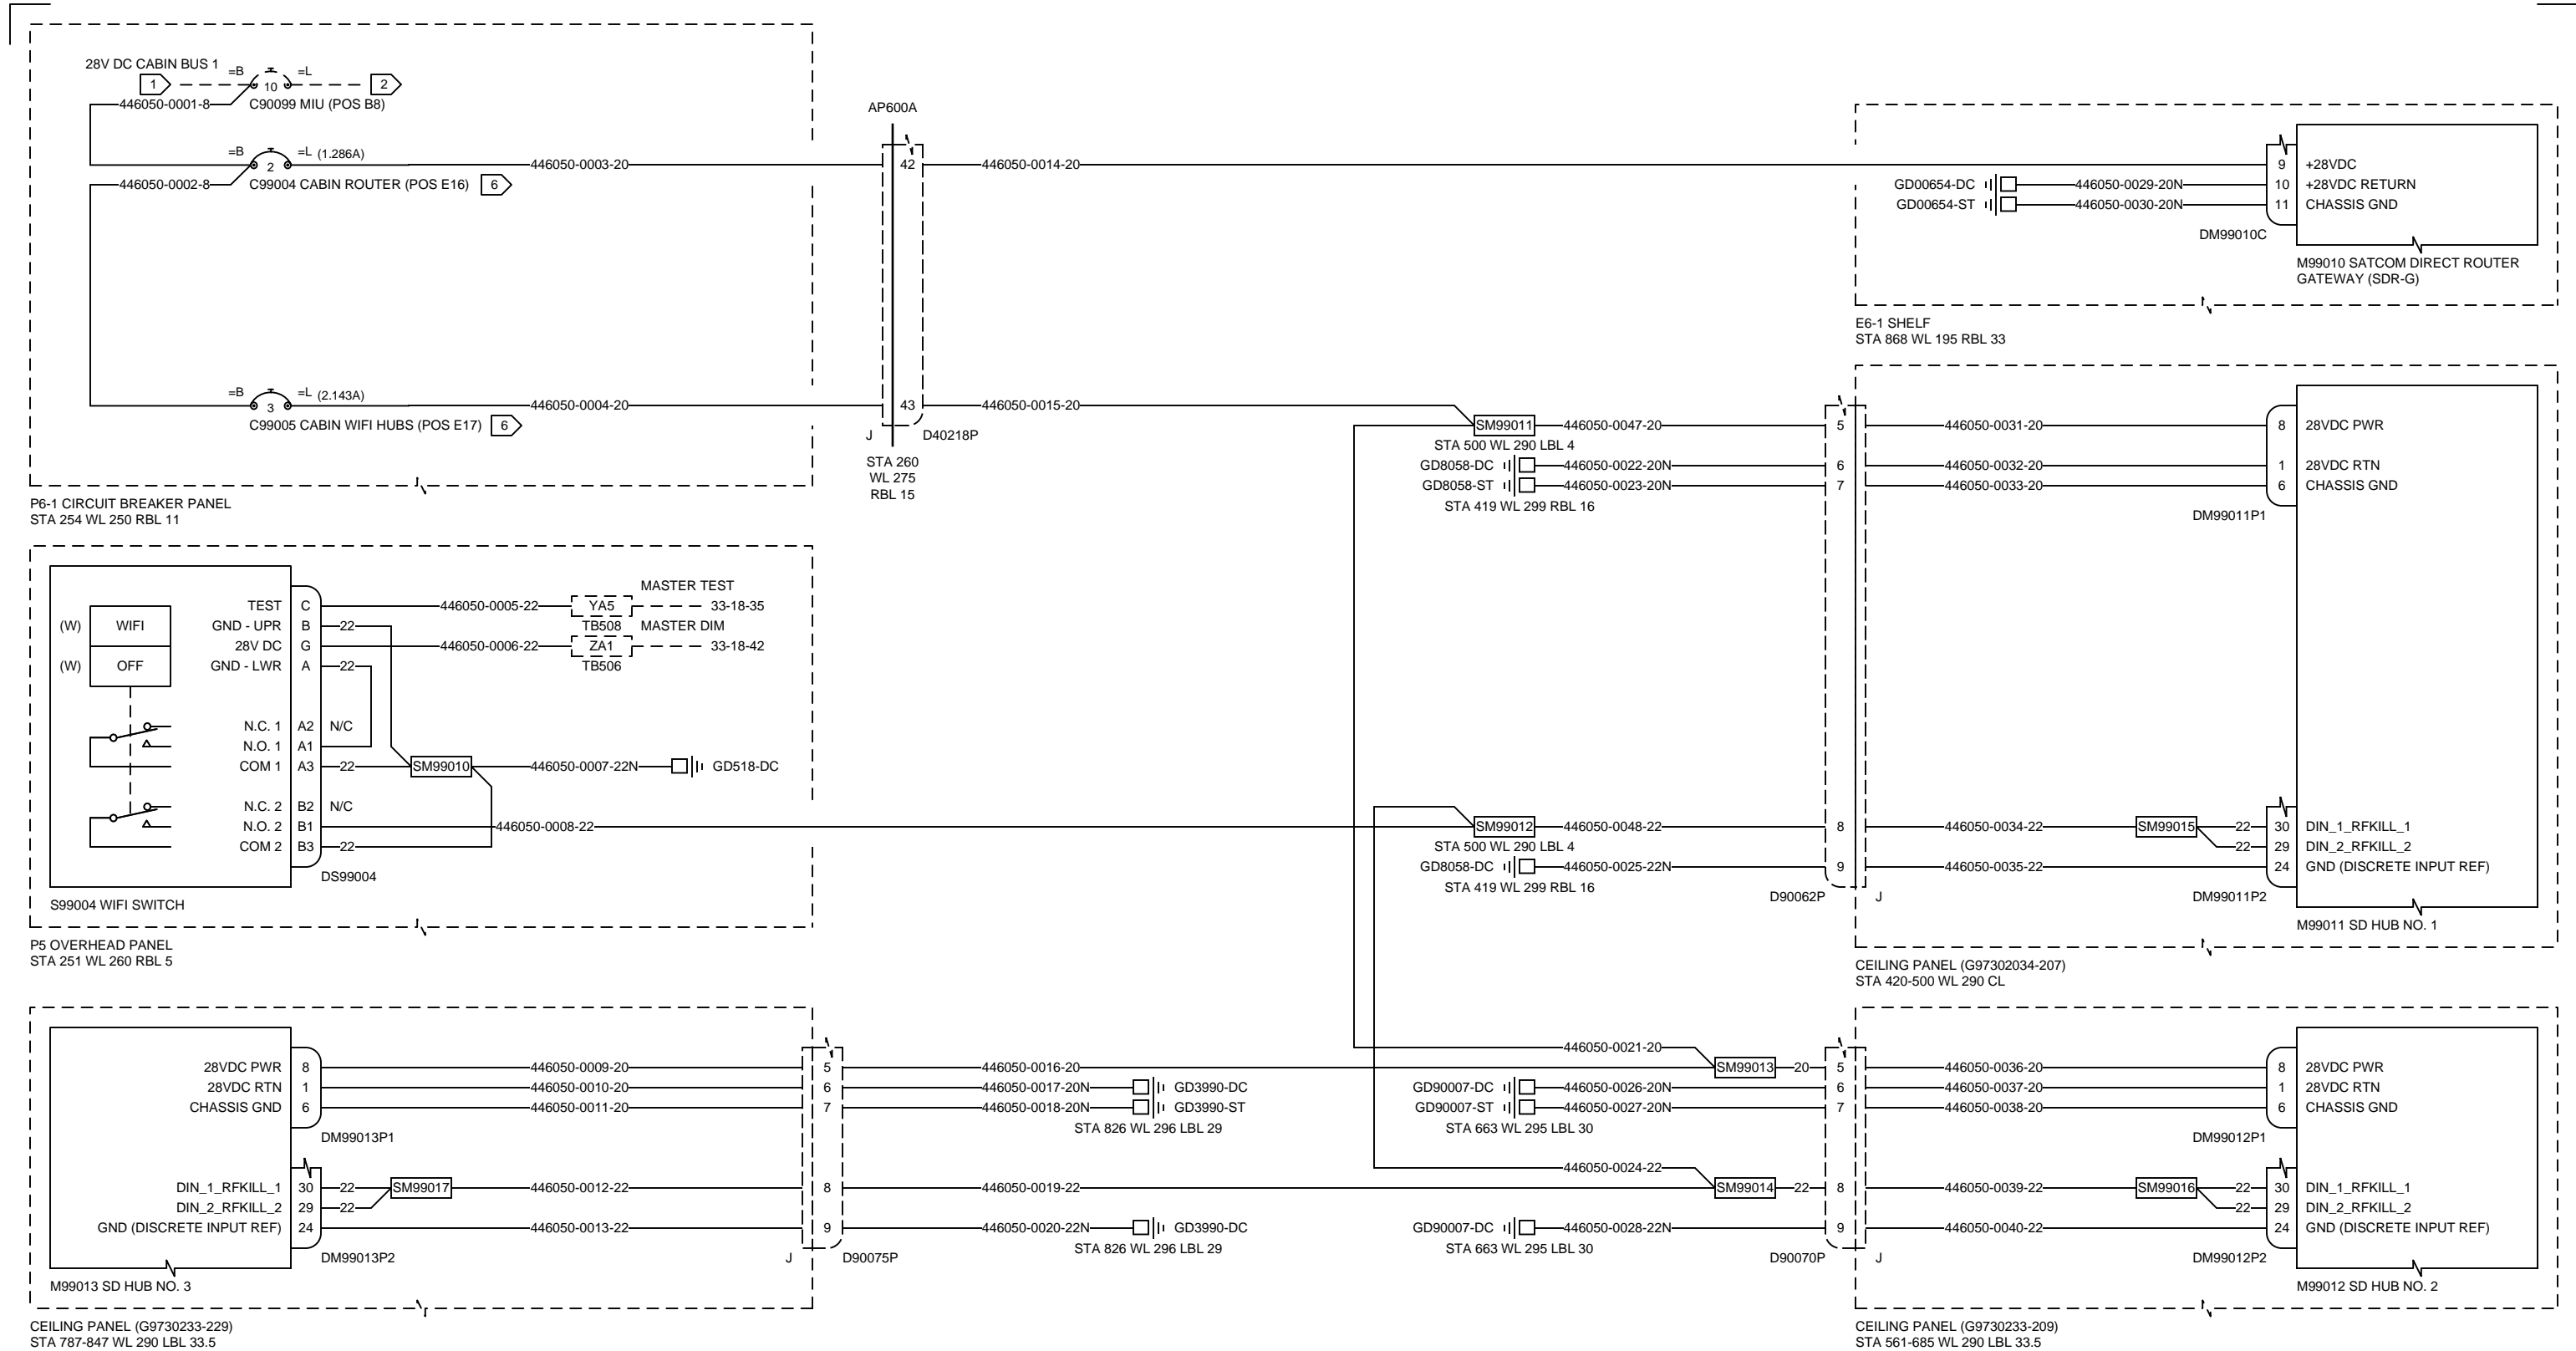 28V DC CABIN BUS 1
1
=B
10
=L
2
446050-0001-8
C90099 MIU (POS B8)
=B
2
=L (1.286A)
446050-0003-20
446050-0002-8
C99004 CABIN ROUTER (POS E16)
6
=B
3
=L (2.143A)
446050-0004-20
C99005 CABIN WIFI HUBS (POS E17)
6
P6-1 CIRCUIT BREAKER PANEL
STA 254 WL 250 RBL 11
AP600A
42
43
J
D40218P
STA 260
WL 275
RBL 15
446050-0014-20
446050-0015-20
GD00654-DC
446050-0029-20N
GD00654-ST
446050-0030-20N
9
+28VDC
10
+28VDC RETURN
11
CHASSIS GND
DM99010C
M99010 SATCOM DIRECT ROUTER
GATEWAY (SDR-G)
E6-1 SHELF
STA 868 WL 195 RBL 33
SM99011
446050-0047-20
5
446050-0031-20
8
28VDC PWR
STA 500 WL 290 LBL 4
GD8058-DC
446050-0022-20N
6
446050-0032-20
1
28VDC RTN
GD8058-ST
446050-0023-20N
7
446050-0033-20
6
CHASSIS GND
STA 419 WL 299 RBL 16
DM99011P1
(W)
WIFI
(W)
OFF
TEST
C
446050-0005-22
YA5
TB508
MASTER TEST
33-18-35
GND - UPR
B
22
28V DC
G
446050-0006-22
ZA1
TB506
MASTER DIM
33-18-42
GND - LWR
A
22
N.C. 1
A2
N/C
N.O. 1
A1
COM 1
A3
22
SM99010
446050-0007-22N
GD518-DC
N.C. 2
B2
N/C
N.O. 2
B1
446050-0008-22
COM 2
B3
22
DS99004
S99004 WIFI SWITCH
P5 OVERHEAD PANEL
STA 251 WL 260 RBL 5
SM99012
446050-0048-22
8
446050-0034-22
SM99015
22
30
DIN_1_RFKILL_1
STA 500 WL 290 LBL 4
22
29
DIN_2_RFKILL_2
GD8058-DC
446050-0025-22N
9
446050-0035-22
24
GND (DISCRETE INPUT REF)
STA 419 WL 299 RBL 16
D90062P
J
DM99011P2
M99011 SD HUB NO. 1
CEILING PANEL (G97302034-207)
STA 420-500 WL 290 CL
28VDC PWR
8
446050-0009-20
5
446050-0016-20
28VDC RTN
1
446050-0010-20
6
446050-0017-20N
GD3990-DC
CHASSIS GND
6
446050-0011-20
7
446050-0018-20N
GD3990-ST
STA 826 WL 296 LBL 29
DM99013P1
DIN_1_RFKILL_1
30
22
SM99017
446050-0012-22
8
446050-0019-22
DIN_2_RFKILL_2
29
22
GND (DISCRETE INPUT REF)
24
446050-0013-22
9
446050-0020-22N
GD3990-DC
STA 826 WL 296 LBL 29
DM99013P2
J
D90075P
M99013 SD HUB NO. 3
CEILING PANEL (G9730233-229)
STA 787-847 WL 290 LBL 33.5
446050-0021-20
SM99013
20
5
446050-0036-20
8
28VDC PWR
GD90007-DC
446050-0026-20N
6
446050-0037-20
1
28VDC RTN
GD90007-ST
446050-0027-20N
7
446050-0038-20
6
CHASSIS GND
STA 663 WL 295 LBL 30
DM99012P1
446050-0024-22
SM99014
22
8
446050-0039-22
SM99016
22
30
DIN_1_RFKILL_1
22
29
DIN_2_RFKILL_2
GD90007-DC
446050-0028-22N
9
446050-0040-22
24
GND (DISCRETE INPUT REF)
STA 663 WL 295 LBL 30
D90070P
J
DM99012P2
M99012 SD HUB NO. 2
CEILING PANEL (G9730233-209)
STA 561-685 WL 290 LBL 33.5